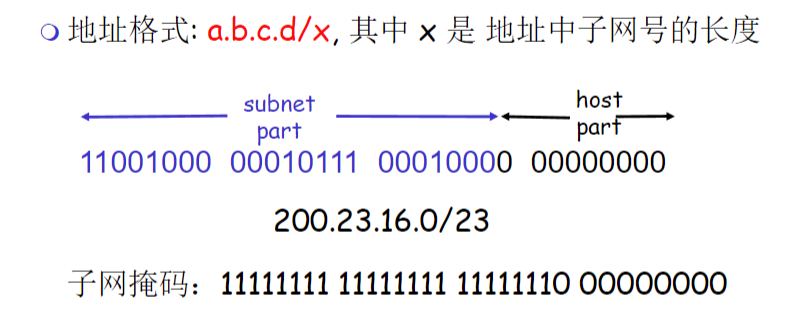 地址格式: a.b.c.d/x, 其中 x 是 地址中子网号的长度
subnet part
host part
11001000 00010111 00010000 00000000
200.23.16.0/23
子网掩码：11111111 11111111 11111110 00000000